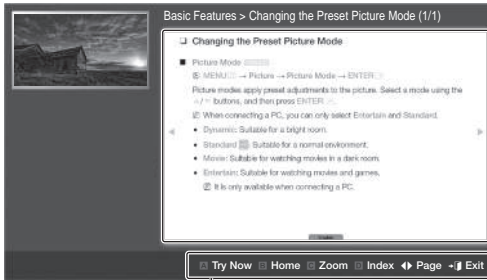 Basic Features > Changing the Preset Picture Mode (1/1)
❑ Changing the Preset Picture Mode
■ Picture Mode
MENU → Picture → Picture Mode → ENTER
Picture modes apply preset adjustments to the picture. Select a mode using the
▲/▼ buttons, and then press ENTER
When connecting a PC, you can only select Entertain and Standard.
• Dynamic: Suitable for a bright room.
• Standard : Suitable for a normal environment.
• Movie: Suitable for watching movies in a dark room.
• Entertain: Suitable for watching movies and games.
It is only available when connecting a PC.
English
Try Now Home Zoom Index Page Exit